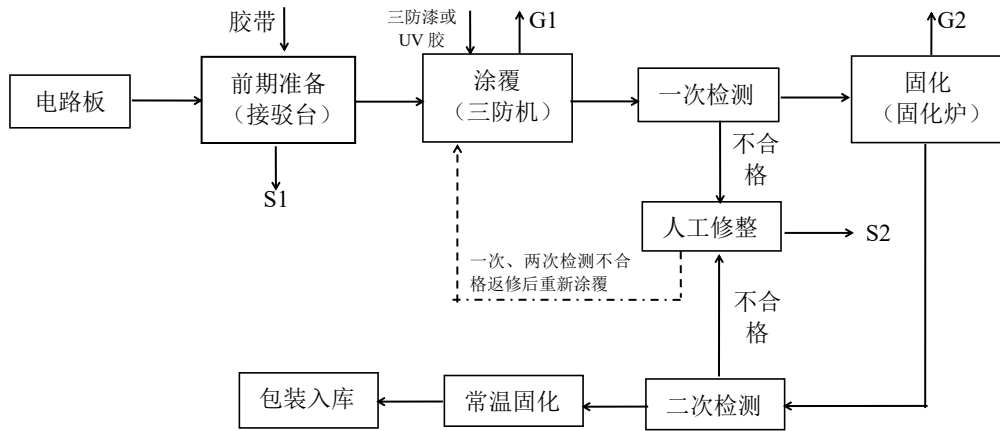 胶带
三防漆或
UV 胶
G1
G2
电路板
前期准备
（接驳台）
涂覆
（三防机）
一次检测
固化
（固化炉）
不合
格
S1
人工修整
S2
一次、两次检测不合
格返修后重新涂覆
不合
格
包装入库
常温固化
二次检测